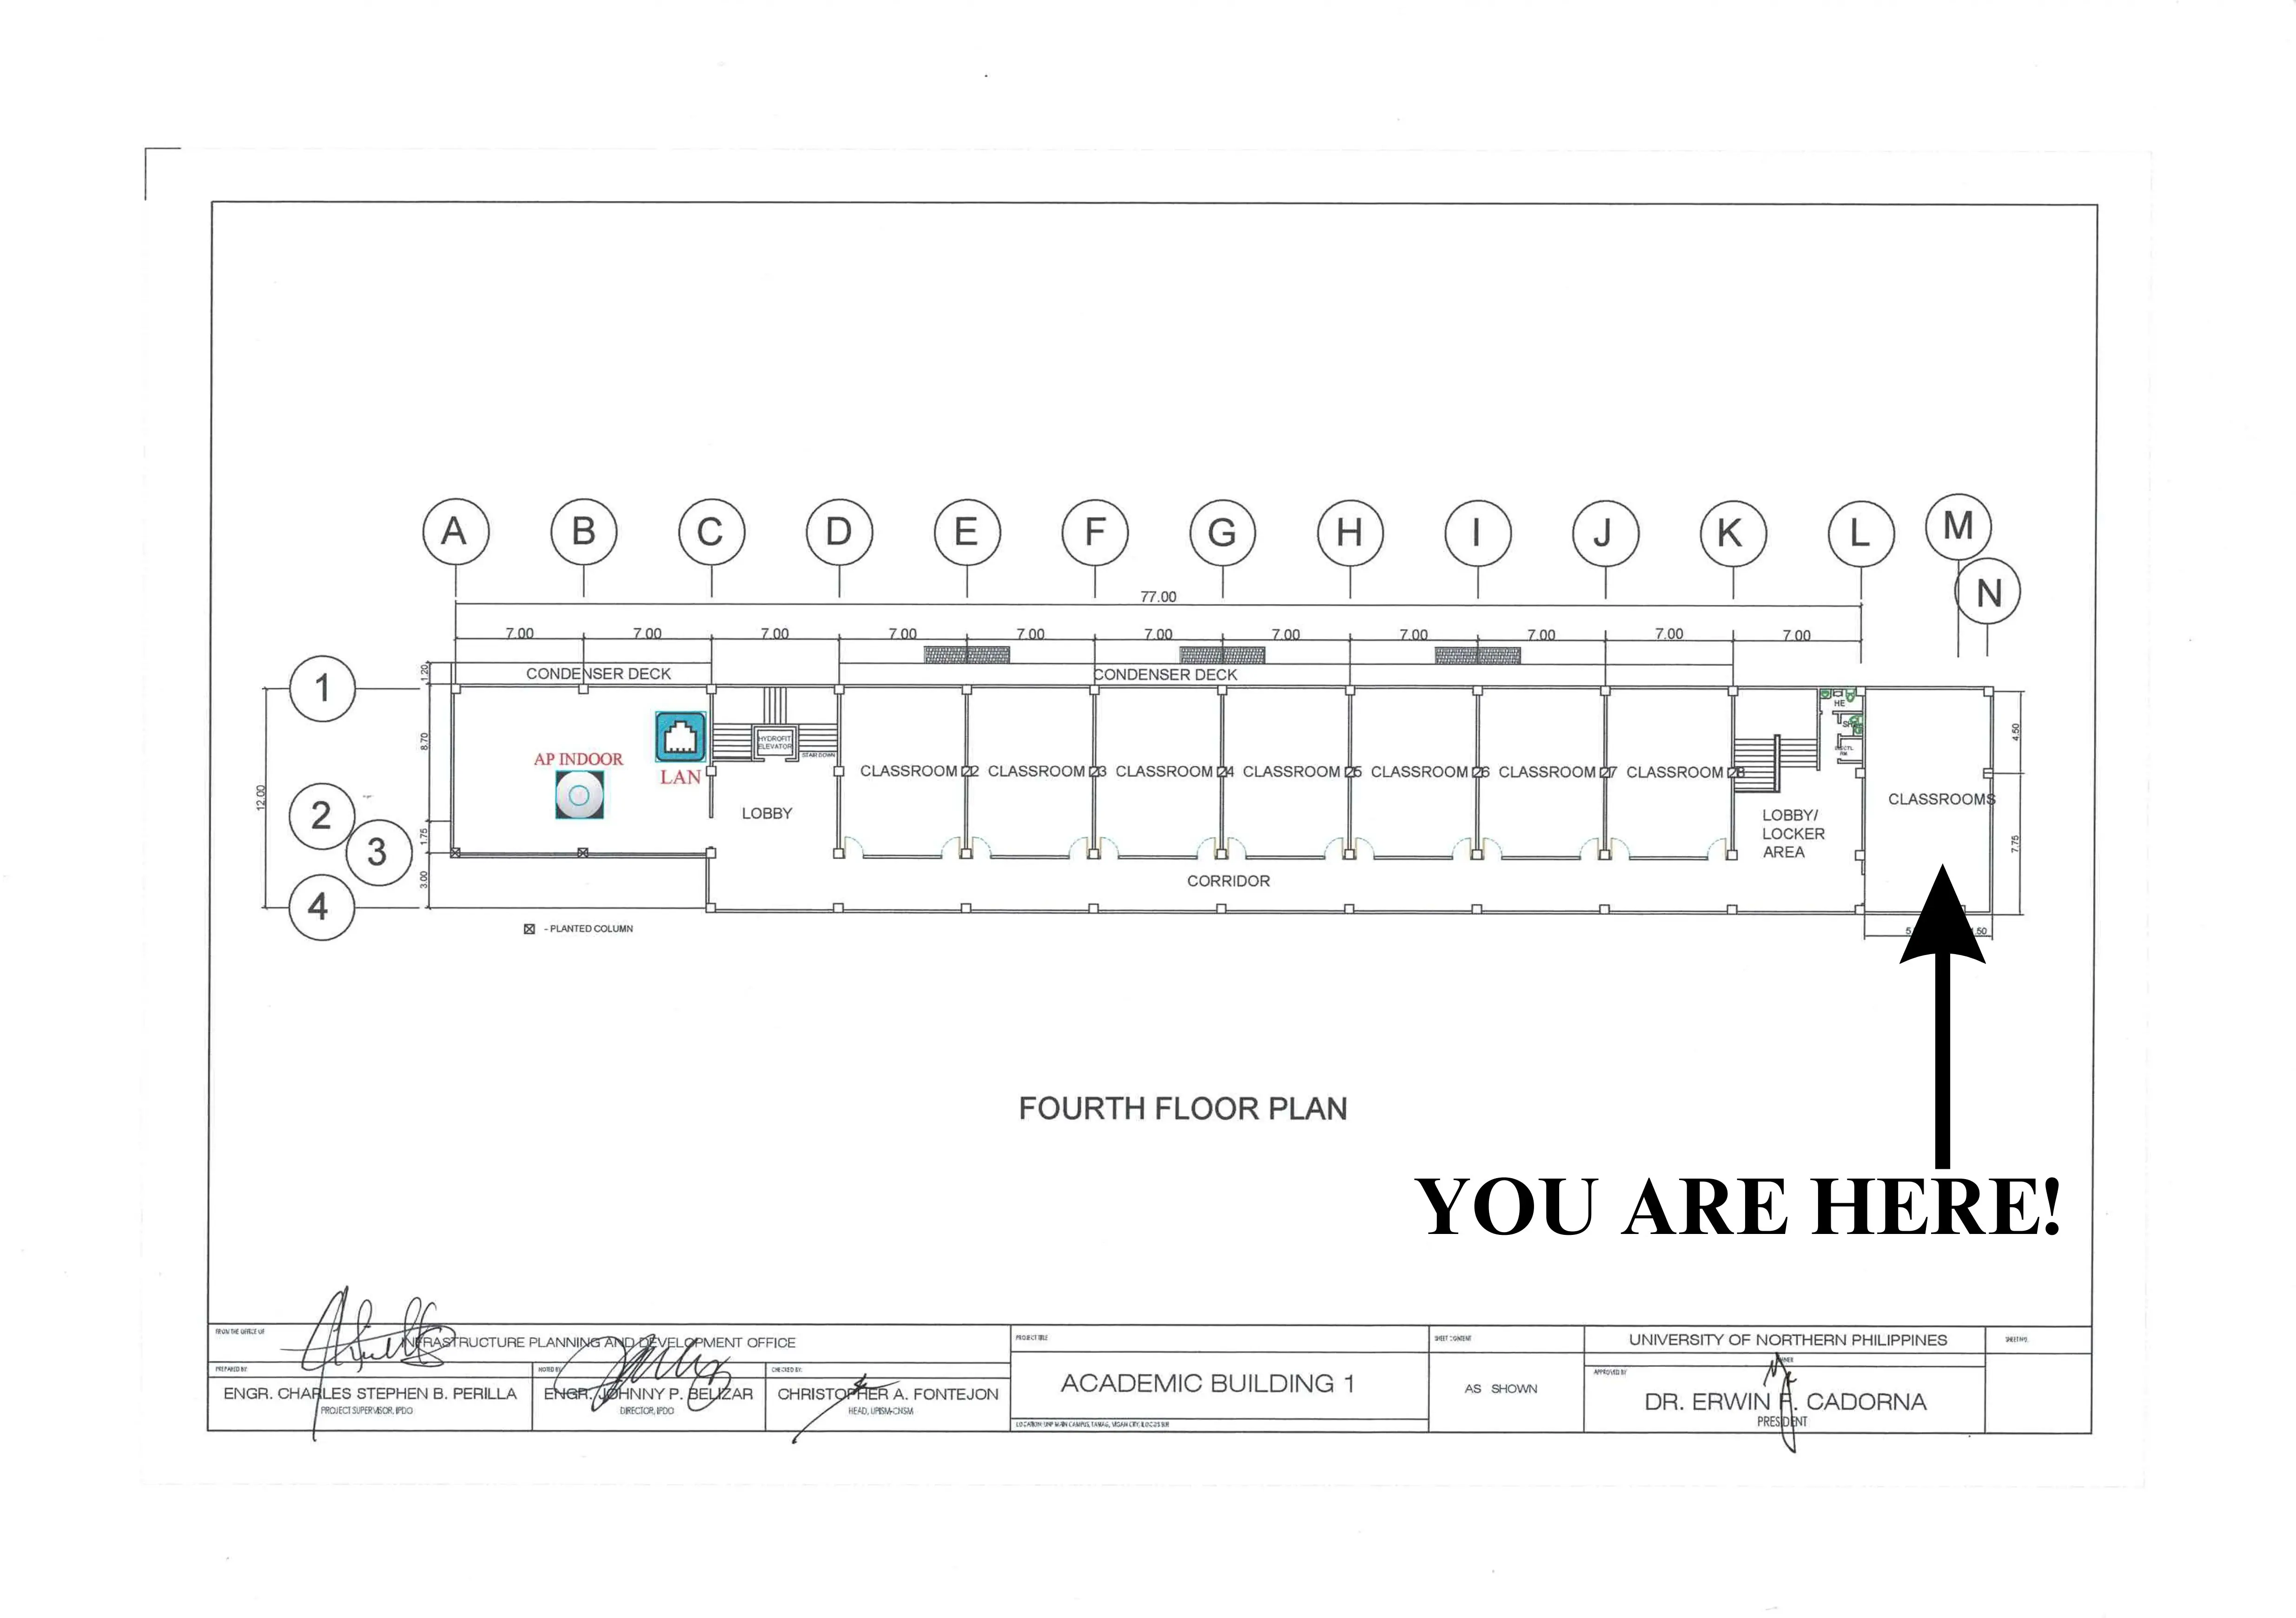 A B C D E F G H I J K L M
N
77.00
7.00 7.00 7.00 7.00 7.00 7.00 7.00 7.00 7.00 7.00 7.00
CONDENSER DECK
CONDENSER DECK
1
2
3
4
12.00
1.20
8.70
1.75
3.00
AP INDOOR
LAN
HYDROFIT
ELEVATOR
STAIR DOWN
LOBBY
CLASSROOM 22 CLASSROOM 23 CLASSROOM 24 CLASSROOM 25 CLASSROOM 26 CLASSROOM 27 CLASSROOM 28
HE
LOBBY/
LOCKER
AREA
CLASSROOMS
4.50
7.75
CORRIDOR
- PLANTED COLUMN
FOURTH FLOOR PLAN
YOU ARE HERE!
FROM THE OFFICE OF
INFRASTRUCTURE PLANNING AND DEVELOPMENT OFFICE
PREPARED BY:
ENGR. CHARLES STEPHEN B. PERILLA
PROJECT SUPERVISOR, IPDO
NOTED BY:
ENGR. JOHNNY P. BELIZAR
DIRECTOR, IPDO
CHECKED BY:
CHRISTOPHER A. FONTEJON
HEAD, UPISM-CNSM
PROJECT TITLE
ACADEMIC BUILDING 1
LOCATION: UNP MAIN CAMPUS, TAMAG, VIGAN CITY, ILOCOS SUR
SHEET CONTENT
AS SHOWN
UNIVERSITY OF NORTHERN PHILIPPINES
OWNER
APPROVED BY
DR. ERWIN F. CADORNA
PRESIDENT
SHEET NO.